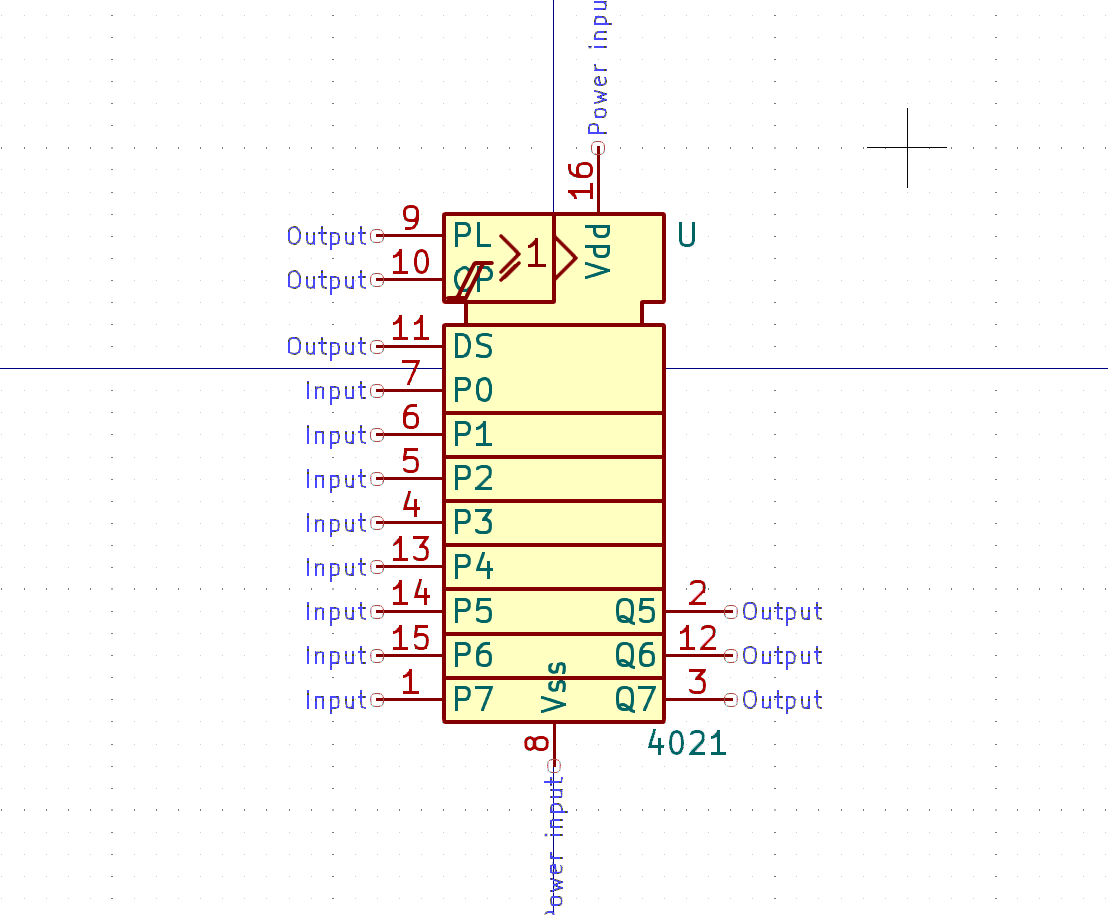 Power inpu
16
Output 9 PL 1 Vdd U
Output 10 CP
Output 11 DS
Input 7 P0
Input 6 P1
Input 5 P2
Input 4 P3
Input 13 P4
Input 14 P5 Q5 2 Output
Input 15 P6 Q6 12 Output
Input 1 P7 Vss Q7 3 Output
8 4021
Power input